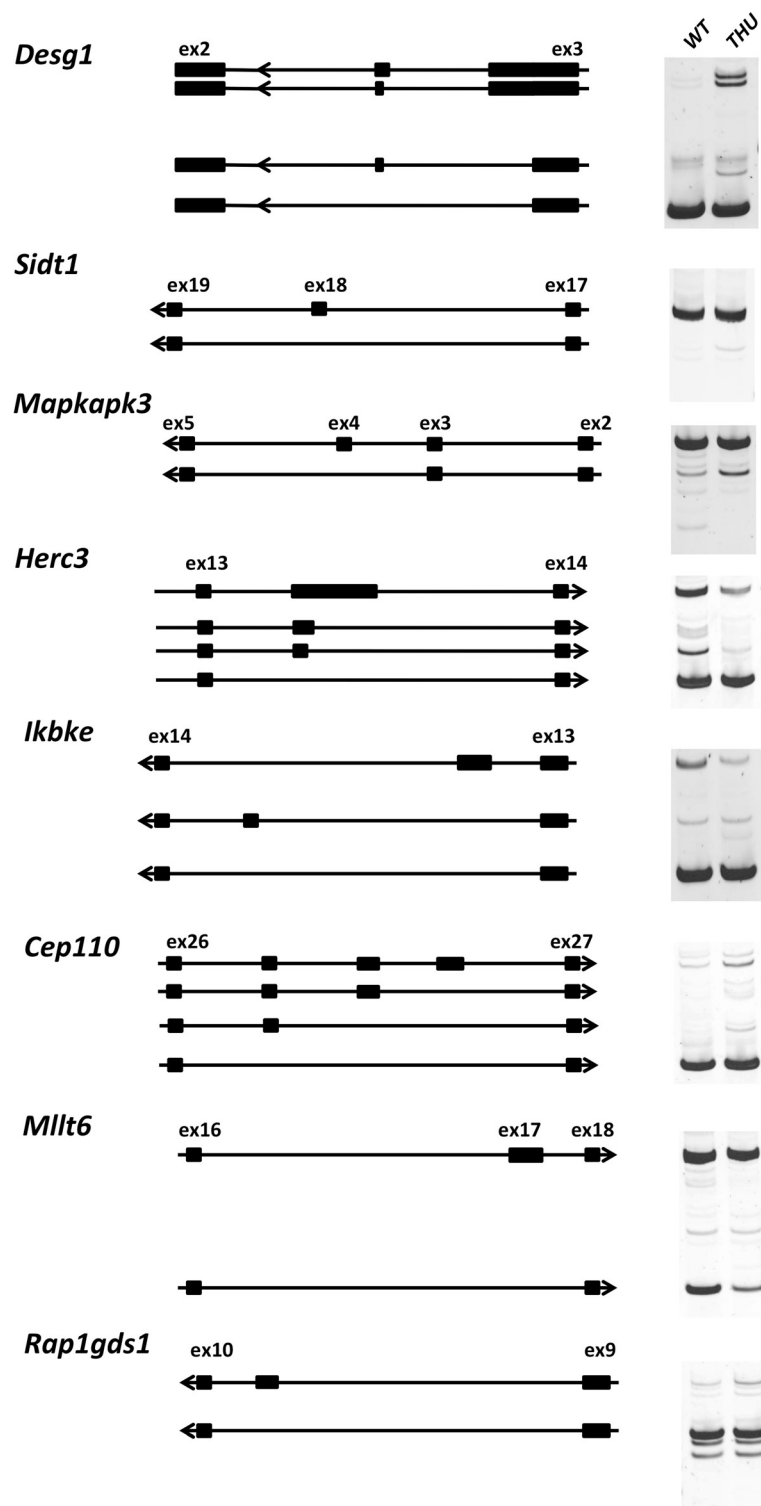 WT THU
Desg1
ex2 ex3
Sidt1
ex19 ex18 ex17
Mapkapk3
ex5 ex4 ex3 ex2
Herc3
ex13 ex14
Ikbke
ex14 ex13
Cep110
ex26 ex27
Mllt6
ex16 ex17 ex18
Rap1gds1
ex10 ex9